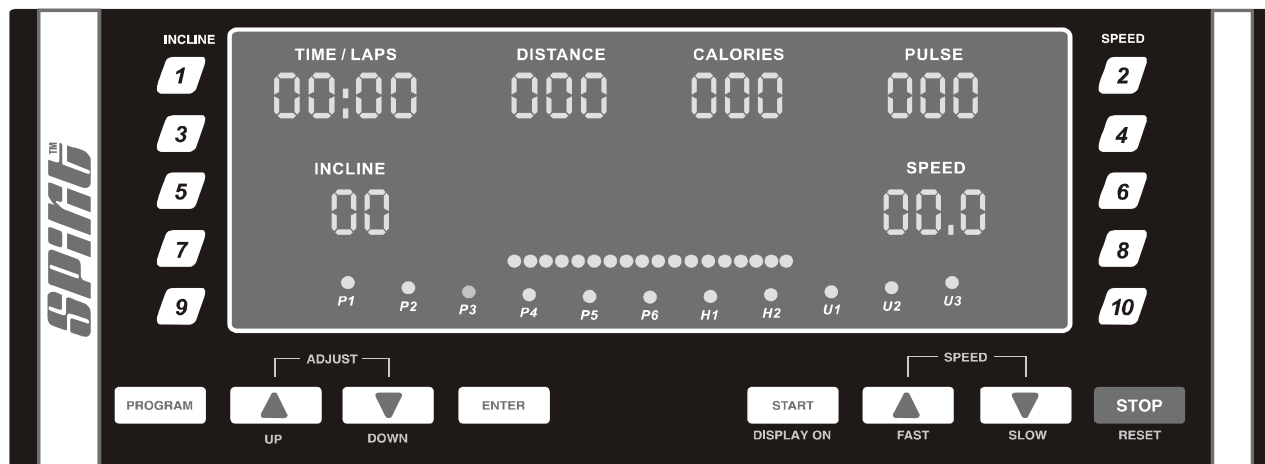 INCLINE
SPEED
TIME / LAPS
DISTANCE
CALORIES
PULSE
00:00
000
000
000
1
2
3
4
INCLINE
SPEED
5
6
00
00.0
7
8
P1
P2
P3
P4
P5
P6
H1
H2
U1
U2
U3
9
10
spirit™
ADJUST
SPEED
PROGRAM
ENTER
START
STOP
UP
DOWN
DISPLAY ON
FAST
SLOW
RESET